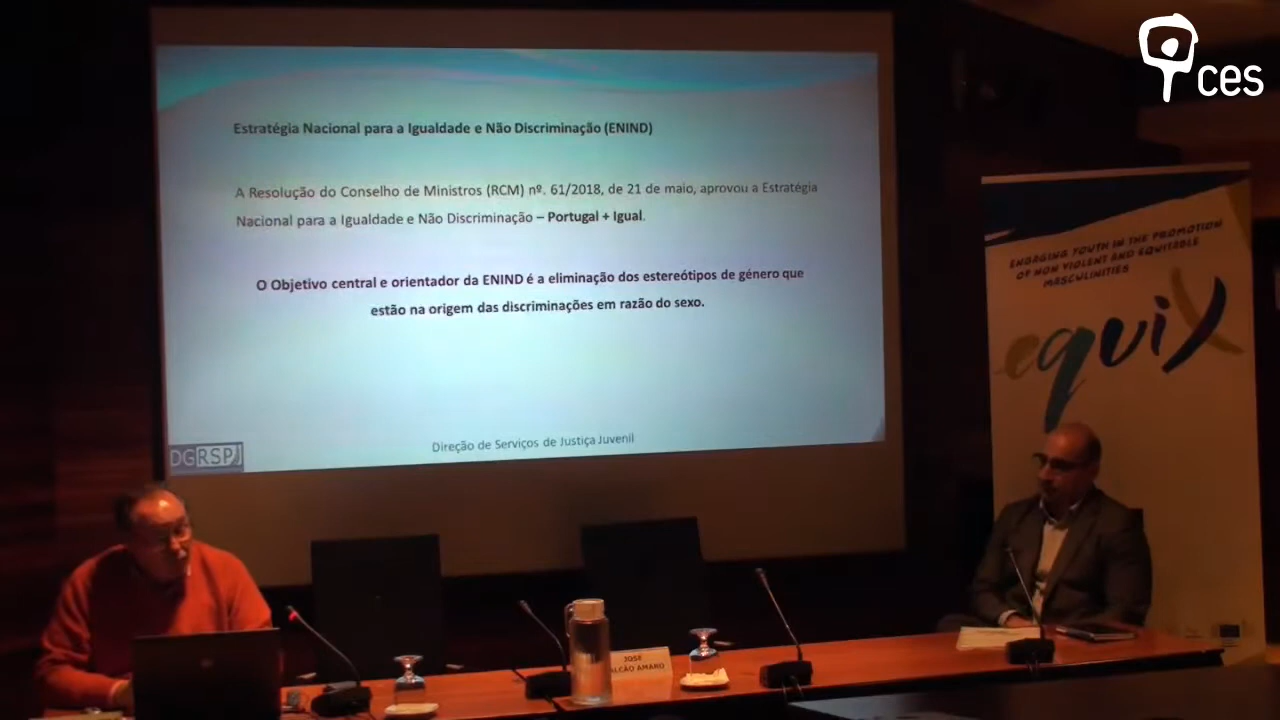 ces
Estratégia Nacional para a Igualdade e Não Discriminação (ENIND)
A Resolução do Conselho de Ministros (RCM) nº. 61/2018, de 21 de maio, aprovou a Estratégia
Nacional para a Igualdade e Não Discriminação – Portugal + Igual.
O Objetivo central e orientador da ENIND é a eliminação dos estereótipos de género que
estão na origem das discriminações em razão do sexo.
Direção de Serviços de Justiça Juvenil
DGRSPJ
ENGAGING YOUTH IN THE PROMOTION
OF NON VIOLENT AND EQUITABLE
MASCULINITIES
equiX
JOSÉ
AMARO